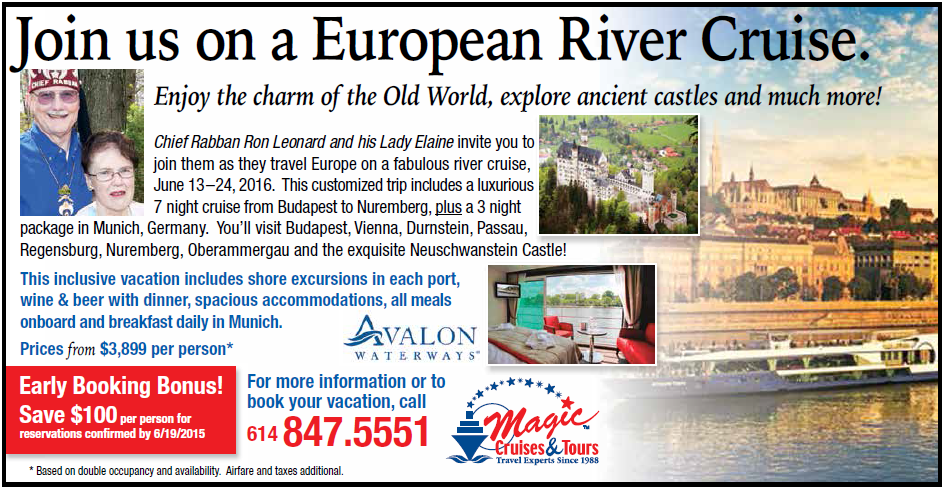 Join us on a European River Cruise.
Enjoy the charm of the Old World, explore ancient castles and much more!
CHIEF RABBAN
Chief Rabban Ron Leonard and his Lady Elaine invite you to
join them as they travel Europe on a fabulous river cruise,
June 13–24, 2016.  This customized trip includes a luxurious
7 night cruise from Budapest to Nuremberg, plus a 3 night
package in Munich, Germany.  You'll visit Budapest, Vienna, Durnstein, Passau,
Regensburg, Nuremberg, Oberammergau and the exquisite Neuschwanstein Castle!
This inclusive vacation includes shore excursions in each port,
wine & beer with dinner, spacious accommodations, all meals
onboard and breakfast daily in Munich.
Prices from $3,899 per person*
AVALON
WATERWAYS
Early Booking Bonus!
Save $100 per person for
reservations confirmed by 6/19/2015
For more information or to
book your vacation, call
614 847.5551
Magic™
Cruises & Tours
Travel Experts Since 1988
* Based on double occupancy and availability.  Airfare and taxes additional.